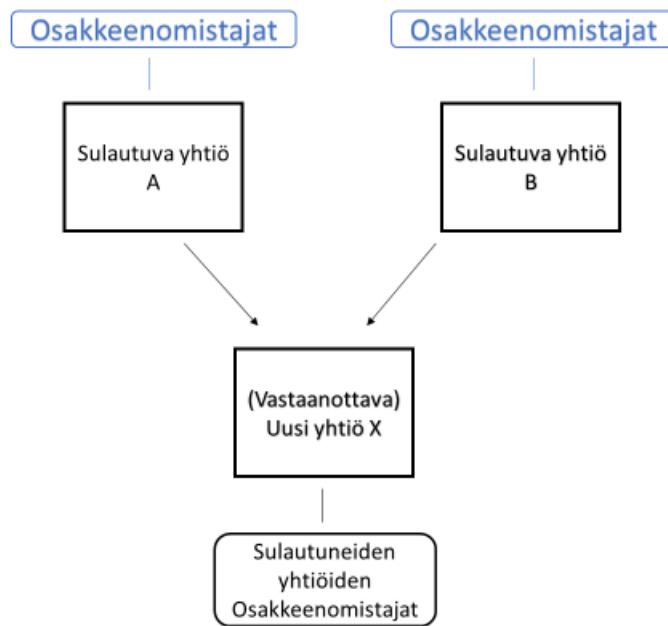 Osakkeenomistajat
Osakkeenomistajat
Sulautuva yhtiö
A
Sulautuva yhtiö
B
(Vastaanottava)
Uusi yhtiö X
Sulautuneiden
yhtiöiden
Osakkeenomistajat